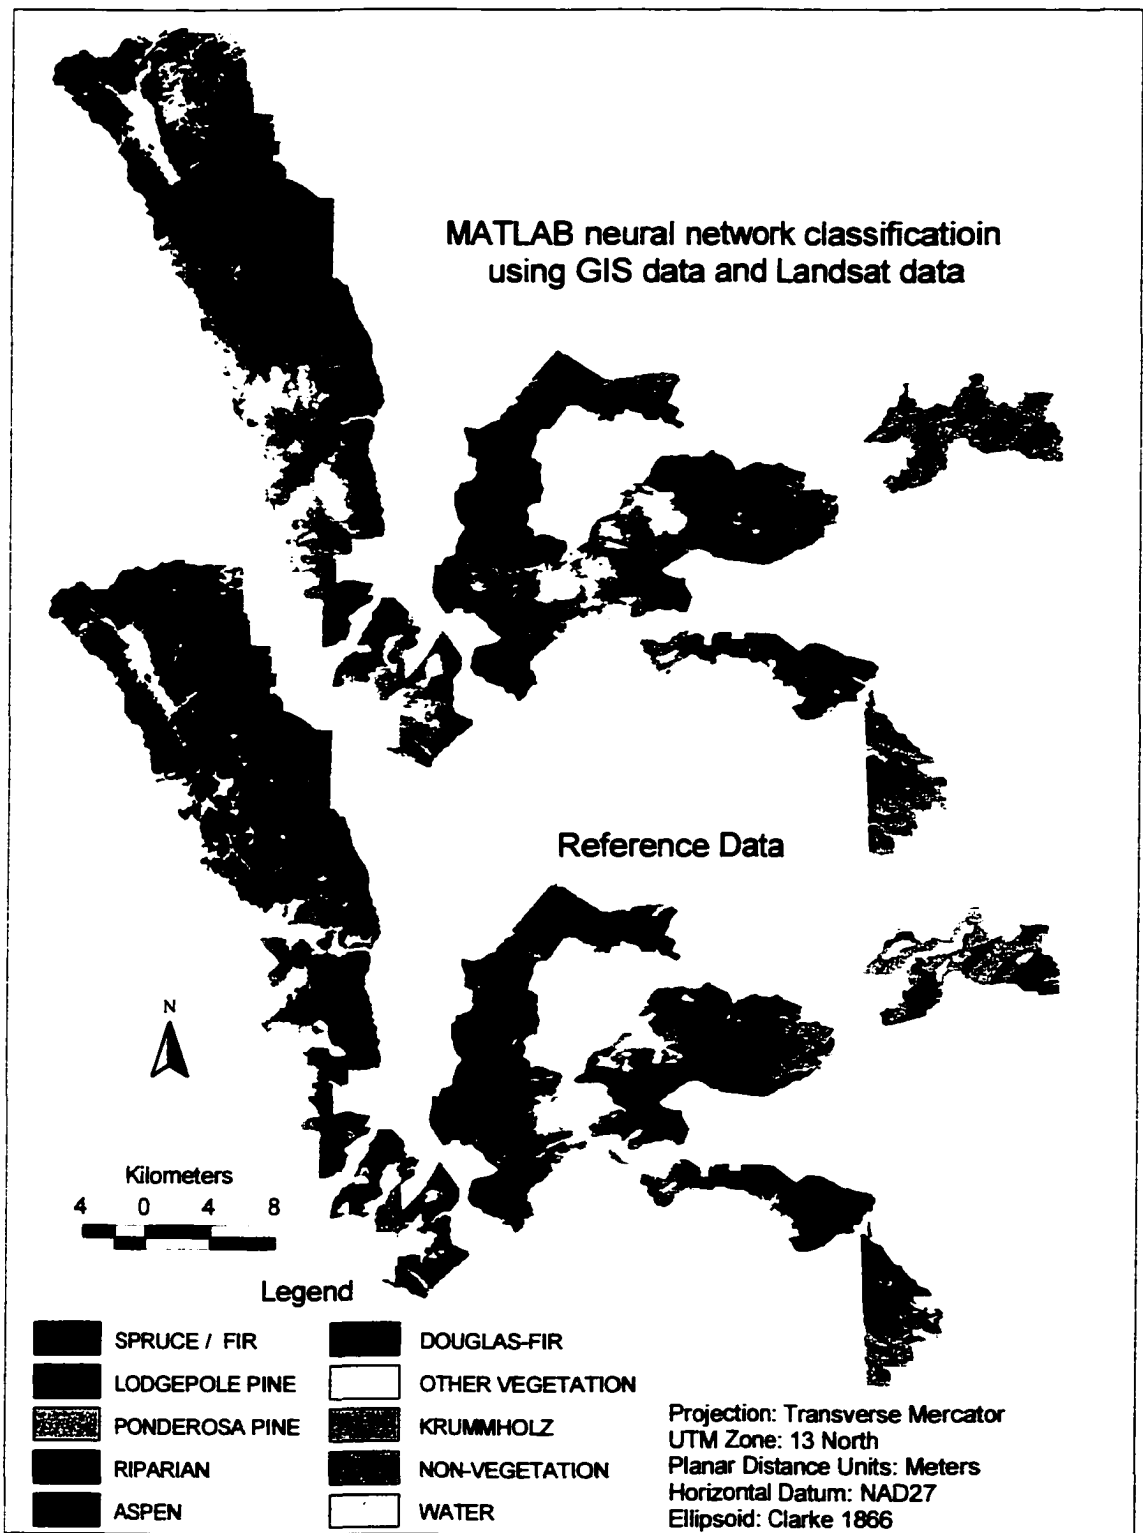 MATLAB neural network classificatioin
using GIS data and Landsat data
Reference Data
N
Kilometers
4 0 4 8
Legend
SPRUCE / FIR
LODGEPOLE PINE
PONDEROSA PINE
RIPARIAN
ASPEN
DOUGLAS-FIR
OTHER VEGETATION
KRUMMHOLZ
NON-VEGETATION
WATER
Projection: Transverse Mercator
UTM Zone: 13 North
Planar Distance Units: Meters
Horizontal Datum: NAD27
Ellipsoid: Clarke 1866